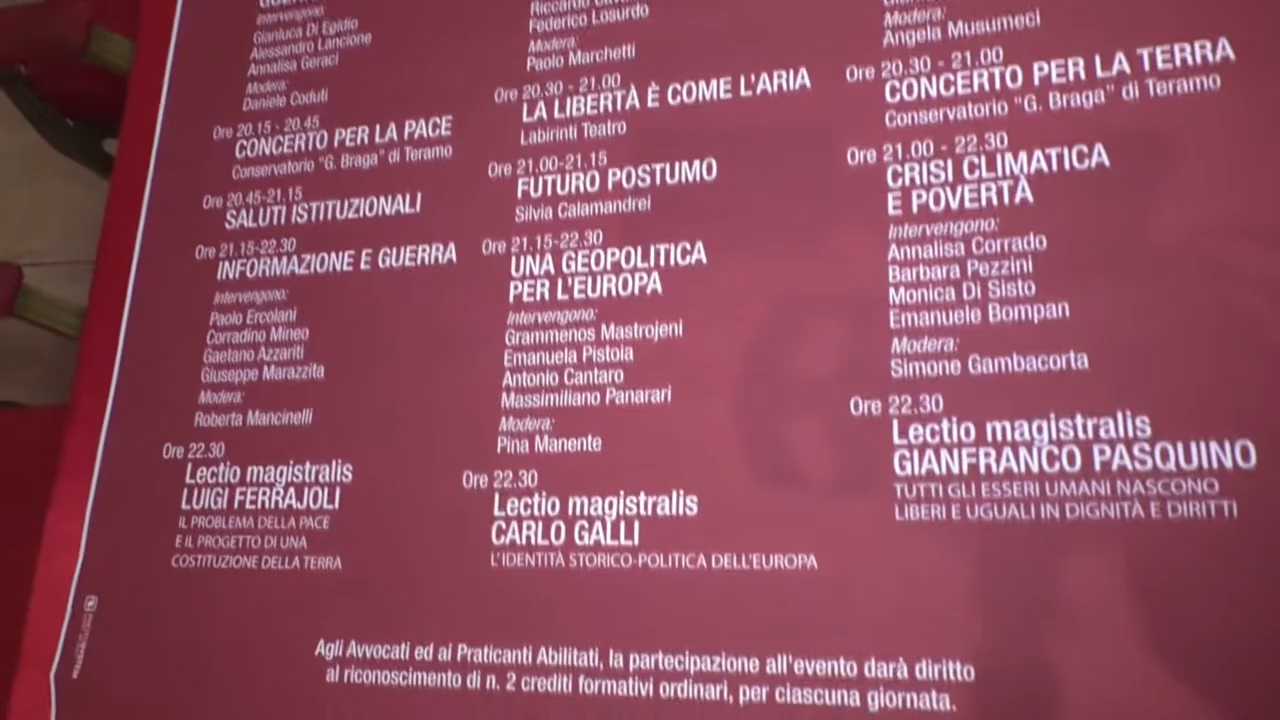 Intervengono:
Gianluca Di Egidio
Alessandro Lancione
Annalisa Geraci
Modera:
Daniele Coduti
Ore 20.15 - 20.45
CONCERTO PER LA PACE
Conservatorio "G. Braga" di Teramo
Ore 20.45-21.15
SALUTI ISTITUZIONALI
Ore 21.15-22.30
INFORMAZIONE E GUERRA
Intervengono:
Paolo Ercolani
Corradino Mineo
Gaetano Azzariti
Giuseppe Marazzita
Modera:
Roberta Mancinelli
Ore 22.30
Lectio magistralis
LUIGI FERRAJOLI
IL PROBLEMA DELLA PACE
E IL PROGETTO DI UNA
COSTITUZIONE DELLA TERRA
Riccardo
Federico Losurdo
Modera:
Paolo Marchetti
Ore 20.30 - 21.00
LA LIBERTÀ È COME L'ARIA
Labirinti Teatro
Ore 21.00-21.15
FUTURO POSTUMO
Silvia Calamandrei
Ore 21.15-22.30
UNA GEOPOLITICA
PER L'EUROPA
Intervengono:
Grammenos Mastrojeni
Emanuela Pistola
Antonio Cantaro
Massimiliano Panarari
Modera:
Pina Manente
Ore 22.30
Lectio magistralis
CARLO GALLI
L'IDENTITÀ STORICO-POLITICA DELL'EUROPA
Modera:
Angela Musumeci
Ore 20.30 - 21.00
CONCERTO PER LA TERRA
Conservatorio "G. Braga" di Teramo
Ore 21.00 - 22.30
CRISI CLIMATICA
E POVERTÀ
Intervengono:
Annalisa Corrado
Barbara Pezzini
Monica Di Sisto
Emanuele Bompan
Modera:
Simone Gambacorta
Ore 22.30
Lectio magistralis
GIANFRANCO PASQUINO
TUTTI GLI ESSERI UMANI NASCONO
LIBERI E UGUALI IN DIGNITÀ E DIRITTI
Agli Avvocati ed ai Praticanti Abilitati, la partecipazione all'evento darà diritto
al riconoscimento di n. 2 crediti formativi ordinari, per ciascuna giornata.